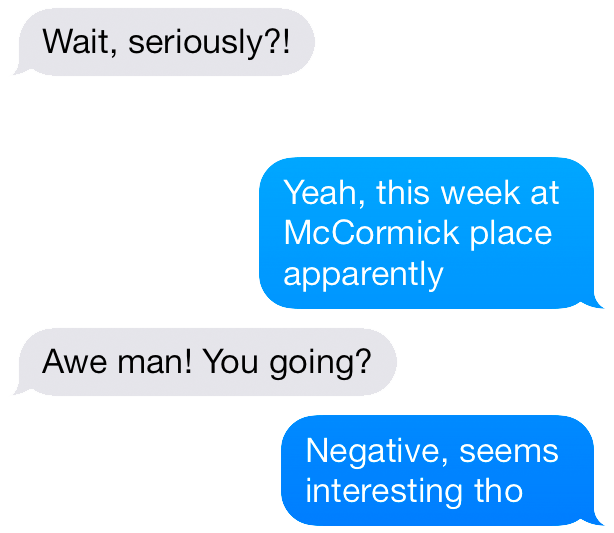 Wait, seriously?!
Yeah, this week at
McCormick place
apparently
Awe man! You going?
Negative, seems
interesting tho